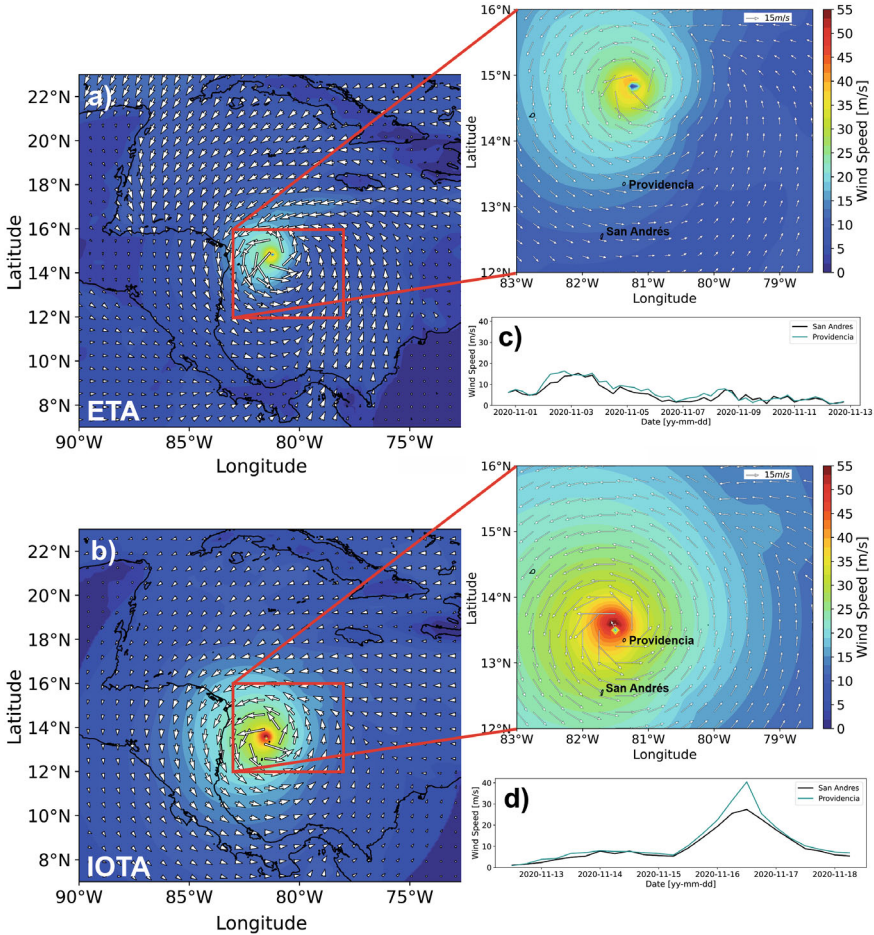 a)
ETA
22°N
20°N
18°N
16°N
14°N
12°N
10°N
8°N
Latitude
90°W
85°W
80°W
75°W
Longitude
16°N
15°N
14°N
13°N
12°N
Latitude
83°W
82°W
81°W
80°W
79°W
Longitude
15m/s
Providencia
San Andrés
55
50
45
40
35
30
25
20
15
10
5
0
Wind Speed [m/s]
c)
San Andres
Providencia
40
30
20
10
0
Wind Speed [m/s]
2020-11-01
2020-11-03
2020-11-05
2020-11-07
2020-11-09
2020-11-11
2020-11-13
Date [yy-mm-dd]
b)
IOTA
22°N
20°N
18°N
16°N
14°N
12°N
10°N
8°N
Latitude
90°W
85°W
80°W
75°W
Longitude
16°N
15°N
14°N
13°N
12°N
Latitude
83°W
82°W
81°W
80°W
79°W
Longitude
15m/s
Providencia
San Andrés
55
50
45
40
35
30
25
20
15
10
5
0
Wind Speed [m/s]
d)
San Andres
Providencia
40
30
20
10
0
Wind Speed [m/s]
2020-11-13
2020-11-14
2020-11-15
2020-11-16
2020-11-17
2020-11-18
Date [yy-mm-dd]